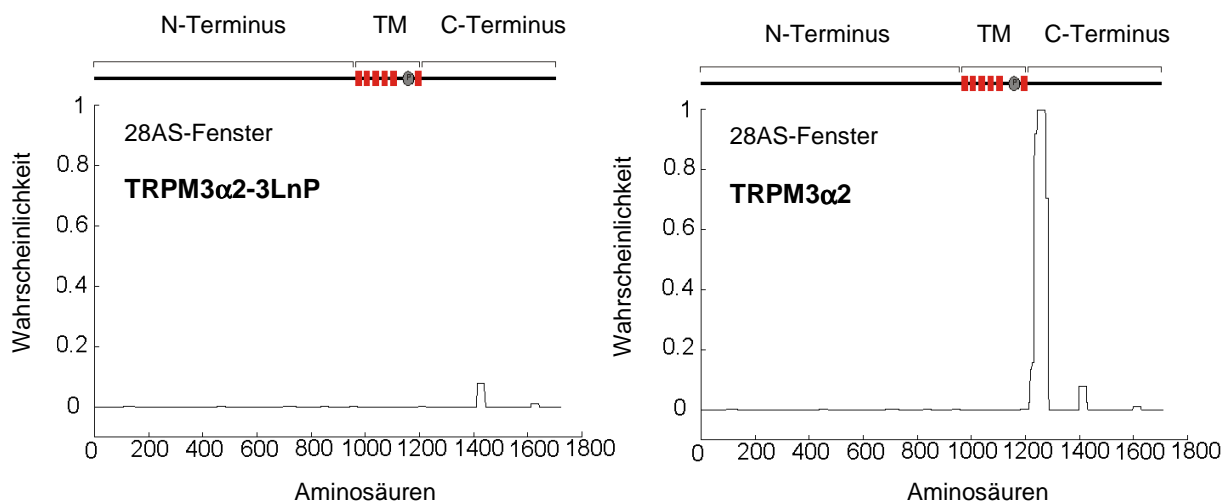 N-Terminus TM C-Terminus
P
1
28AS-Fenster
0.8
TRPM3α2-3LnP
0.6
Wahrscheinlichkeit
0.4
0.2
0
0 200 400 600 800 1000 1200 1400 1600 1800
Aminosäuren
N-Terminus TM C-Terminus
P
1
28AS-Fenster
0.8
TRPM3α2
0.6
Wahrscheinlichkeit
0.4
0.2
0
0 200 400 600 800 1000 1200 1400 1600 1800
Aminosäuren